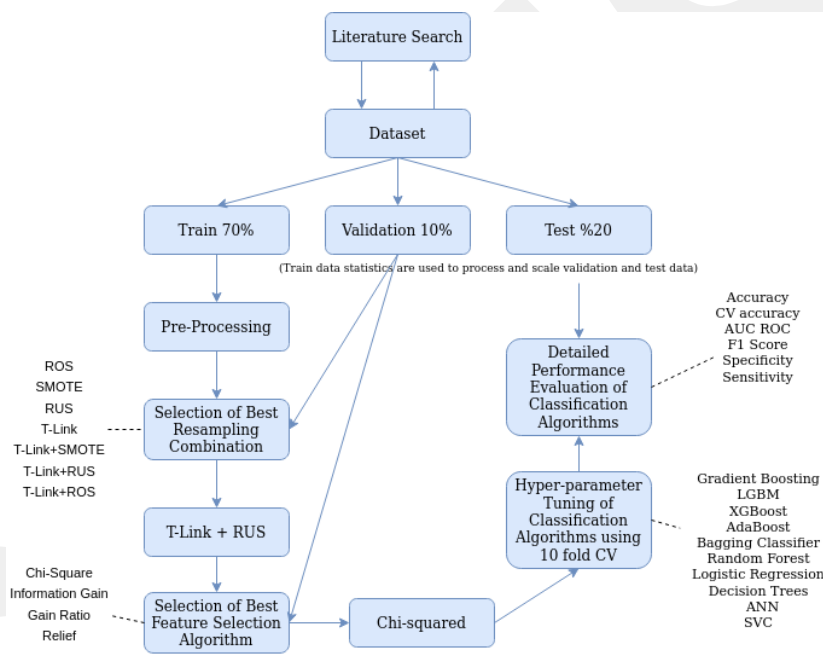 Literature Search
Dataset
Train 70%
Validation 10%
Test %20
(Train data statistics are used to process and scale validation and test data)
Pre-Processing
ROS
SMOTE
RUS
T-Link
T-Link+SMOTE
T-Link+RUS
T-Link+ROS
Selection of Best
Resampling
Combination
T-Link + RUS
Chi-Square
Information Gain
Gain Ratio
Relief
Selection of Best
Feature Selection
Algorithm
Chi-squared
Detailed
Performance
Evaluation of
Classification
Algorithms
Accuracy
CV accuracy
AUC ROC
F1 Score
Specificity
Sensitivity
Hyper-parameter
Tuning of
Classification
Algorithms using
10 fold CV
Gradient Boosting
LGBM
XGBoost
AdaBoost
Bagging Classifier
Random Forest
Logistic Regression
Decision Trees
ANN
SVC